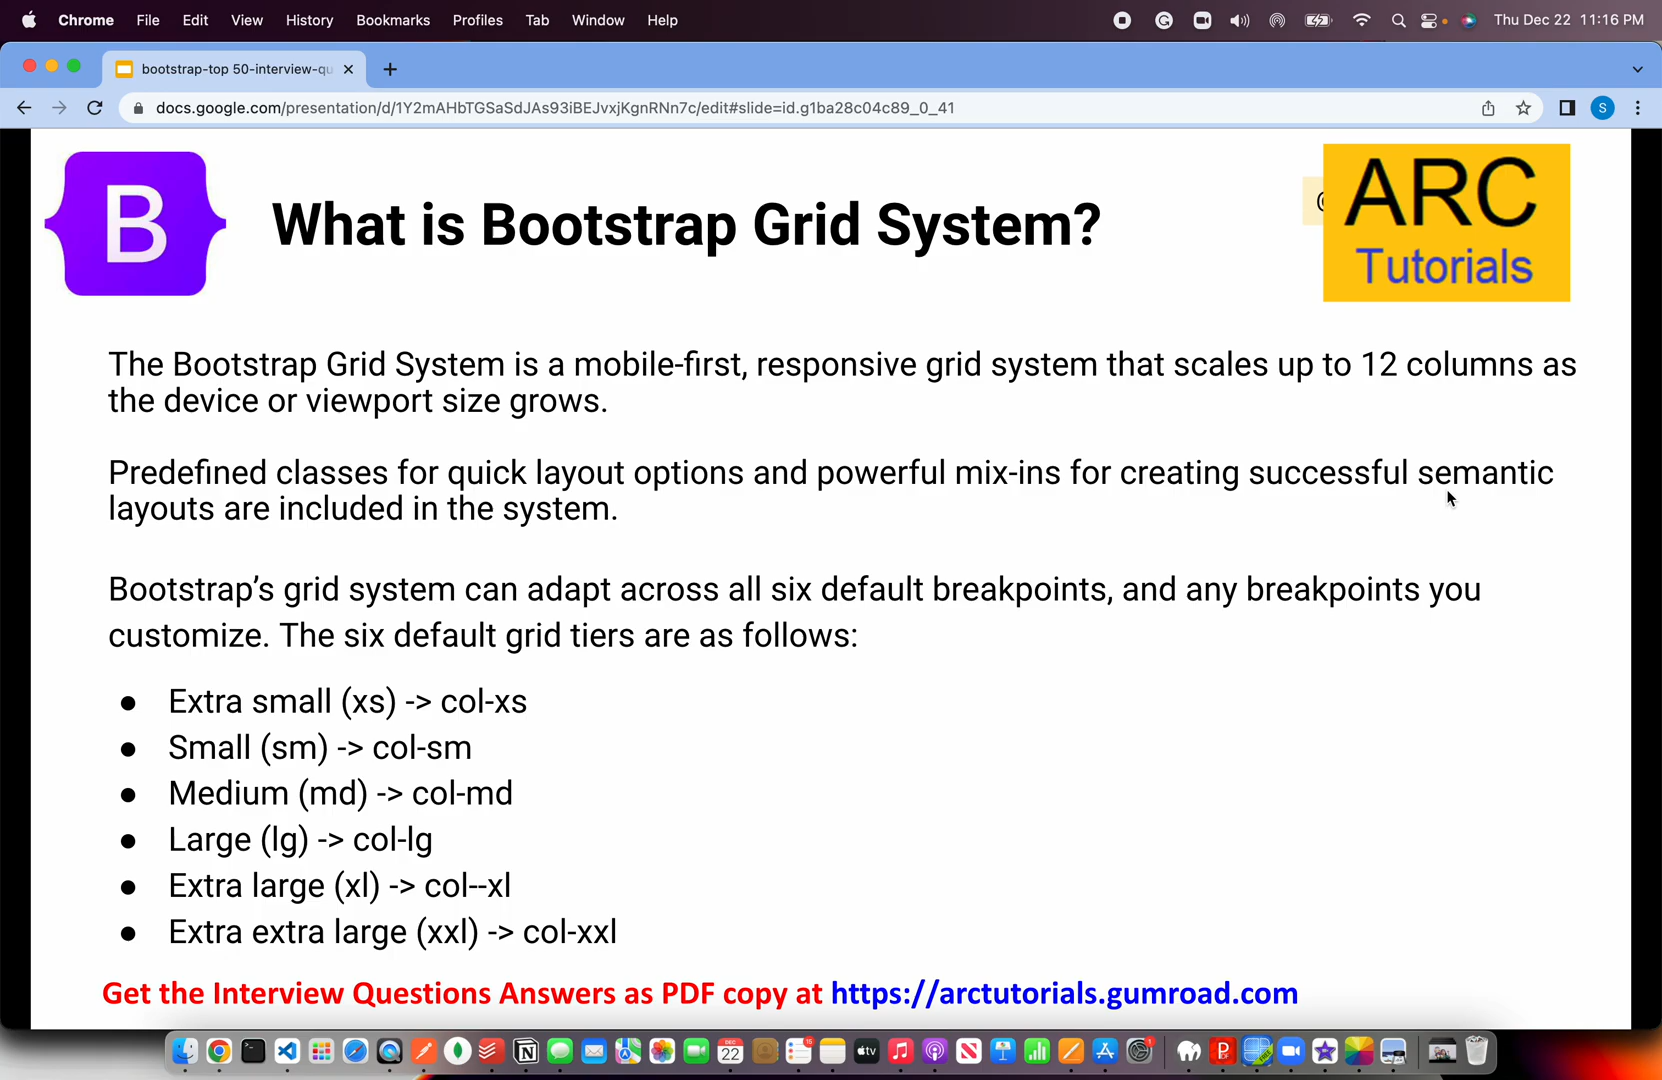 Chrome File Edit View History Bookmarks Profiles Tab Window Help Thu Dec 22 11:16 PM
bootstrap-top 50-interview-qu
docs.google.com/presentation/d/1Y2mAHbTGSaSdJAs93iBEJvxjKgnRNn7c/edit#slide=id.g1ba28c04c89_0_41 S
B
What is Bootstrap Grid System?
ARC
Tutorials
The Bootstrap Grid System is a mobile-first, responsive grid system that scales up to 12 columns as
the device or viewport size grows.
Predefined classes for quick layout options and powerful mix-ins for creating successful semantic
layouts are included in the system.
Bootstrap’s grid system can adapt across all six default breakpoints, and any breakpoints you
customize. The six default grid tiers are as follows:
● Extra small (xs) -> col-xs
● Small (sm) -> col-sm
● Medium (md) -> col-md
● Large (lg) -> col-lg
● Extra large (xl) -> col--xl
● Extra extra large (xxl) -> col-xxl
Get the Interview Questions Answers as PDF copy at https://arctutorials.gumroad.com
DEC
22
tv